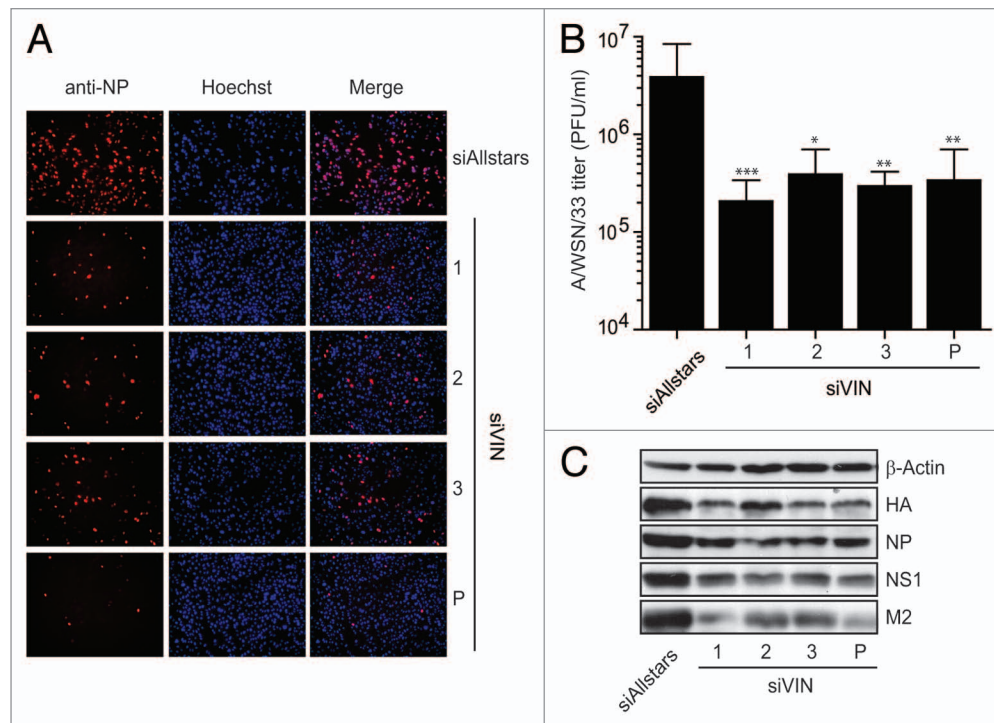 A
anti-NP Hoechst Merge
siAllstars
1
2
3
P
siVIN
B
A/WSN/33 titer (PFU/ml)
10⁷
10⁶
10⁵
10⁴
*** * ** **
siAllstars 1 2 3 P
siVIN
C
β-Actin
HA
NP
NS1
M2
siAllstars 1 2 3 P
siVIN